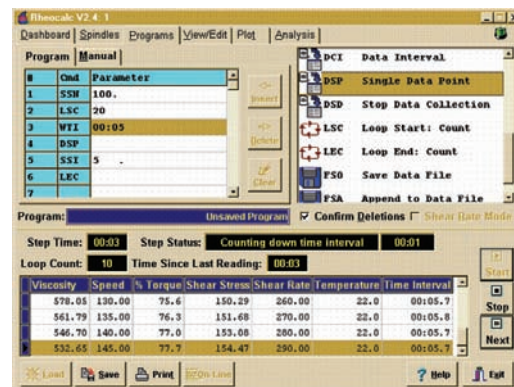 Rheocalc V2.4: 1
Dashboard Spindles Programs View/Edit Plot Analysis
Program Manual
# Cmd Parameter
1 SSN 100.
2 LSC 20
3 WTI 00:05
4 DSP
5 SSI 5 .
6 LEC
7
Insert
Delete
Clear
DCI Data Interval
DSP Single Data Point
DSD Stop Data Collection
LSC Loop Start: Count
LEC Loop End: Count
FSO Save Data File
FSA Append to Data File
Program: Unsaved Program Confirm Deletions Shear Rate Mode
Step Time: 00:03 Step Status: Counting down time interval 00:01
Loop Count: 10 Time Since Last Reading: 00:03
Viscosity Speed % Torque Shear Stress Shear Rate Temperature Time Interval
578.05 130.00 75.6 150.29 260.00 22.0 00:05.7
561.79 135.00 76.3 151.68 270.00 22.0 00:05.8
546.70 140.00 77.0 153.08 280.00 22.0 00:05.7
532.65 145.00 77.7 154.47 290.00 22.0 00:05.7
Start
Stop
Next
Load Save Print On Line ? Help Exit